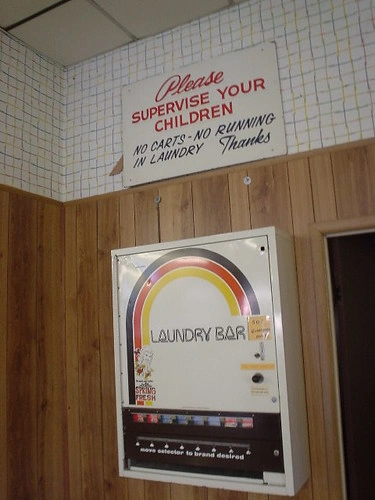 Please
SUPERVISE YOUR
CHILDREN
NO CARTS - NO RUNNING
IN LAUNDRY Thanks
LAUNDRY BAR
SPRING
FRESH
move selector to brand desired